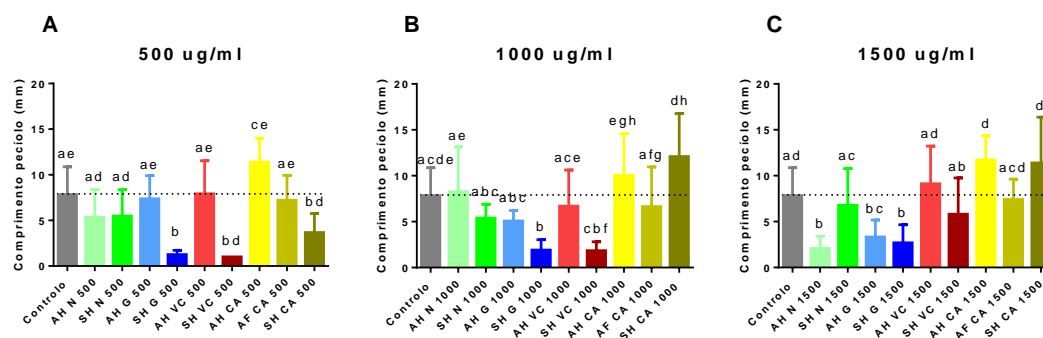 A
500 ug/ml
Comprimento pecíolo (mm)
20
15
10
5
0
ae
ad
ad
ae
b
ae
bd
ce
ae
bd
Controlo
AH N 500
SH N 500
AH G 500
SH G 500
AH VC 500
SH VC 500
AH CA 500
AF CA 500
SH CA 500
B
1000 ug/ml
Comprimento pecíolo (mm)
20
15
10
5
0
acde
ae
abc
abc
b
ace
cbf
egh
afg
dh
Controlo
AH N 1000
SH N 1000
AH G 1000
SH G 1000
AH VC 1000
SH VC 1000
AH CA 1000
AF CA 1000
SH CA 1000
C
1500 ug/ml
Comprimento pecíolo (mm)
20
15
10
5
0
ad
b
ac
bc
b
ad
ab
d
acd
d
Controlo
AH N 1500
SH N 1500
AH G 1500
SH G 1500
AH VC 1500
SH VC 1500
AH CA 1500
AF CA 1500
SH CA 1500